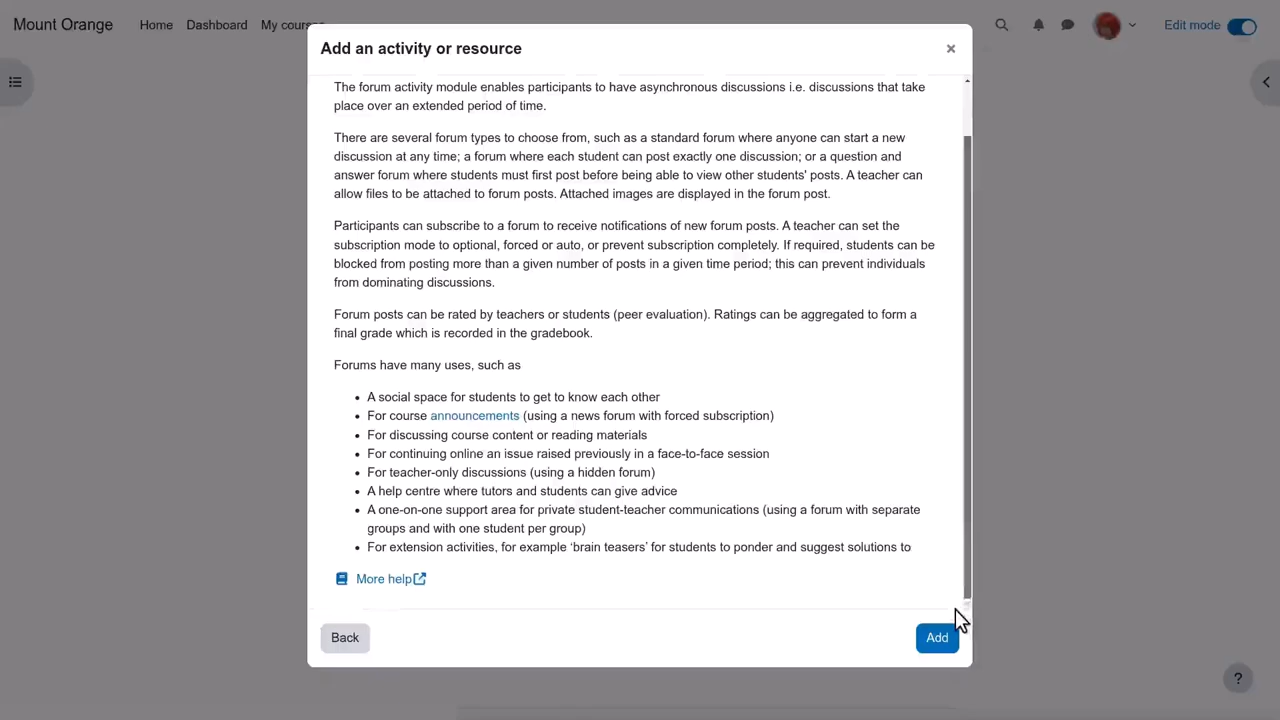 Mount Orange Home Dashboard My courses Edit mode
Add an activity or resource ×
The forum activity module enables participants to have asynchronous discussions i.e. discussions that take
place over an extended period of time.
There are several forum types to choose from, such as a standard forum where anyone can start a new
discussion at any time; a forum where each student can post exactly one discussion; or a question and
answer forum where students must first post before being able to view other students' posts. A teacher can
allow files to be attached to forum posts. Attached images are displayed in the forum post.
Participants can subscribe to a forum to receive notifications of new forum posts. A teacher can set the
subscription mode to optional, forced or auto, or prevent subscription completely. If required, students can be
blocked from posting more than a given number of posts in a given time period; this can prevent individuals
from dominating discussions.
Forum posts can be rated by teachers or students (peer evaluation). Ratings can be aggregated to form a
final grade which is recorded in the gradebook.
Forums have many uses, such as
• A social space for students to get to know each other
• For course announcements (using a news forum with forced subscription)
• For discussing course content or reading materials
• For continuing online an issue raised previously in a face-to-face session
• For teacher-only discussions (using a hidden forum)
• A help centre where tutors and students can give advice
• A one-on-one support area for private student-teacher communications (using a forum with separate
groups and with one student per group)
• For extension activities, for example ‘brain teasers’ for students to ponder and suggest solutions to
More help
Back Add
?